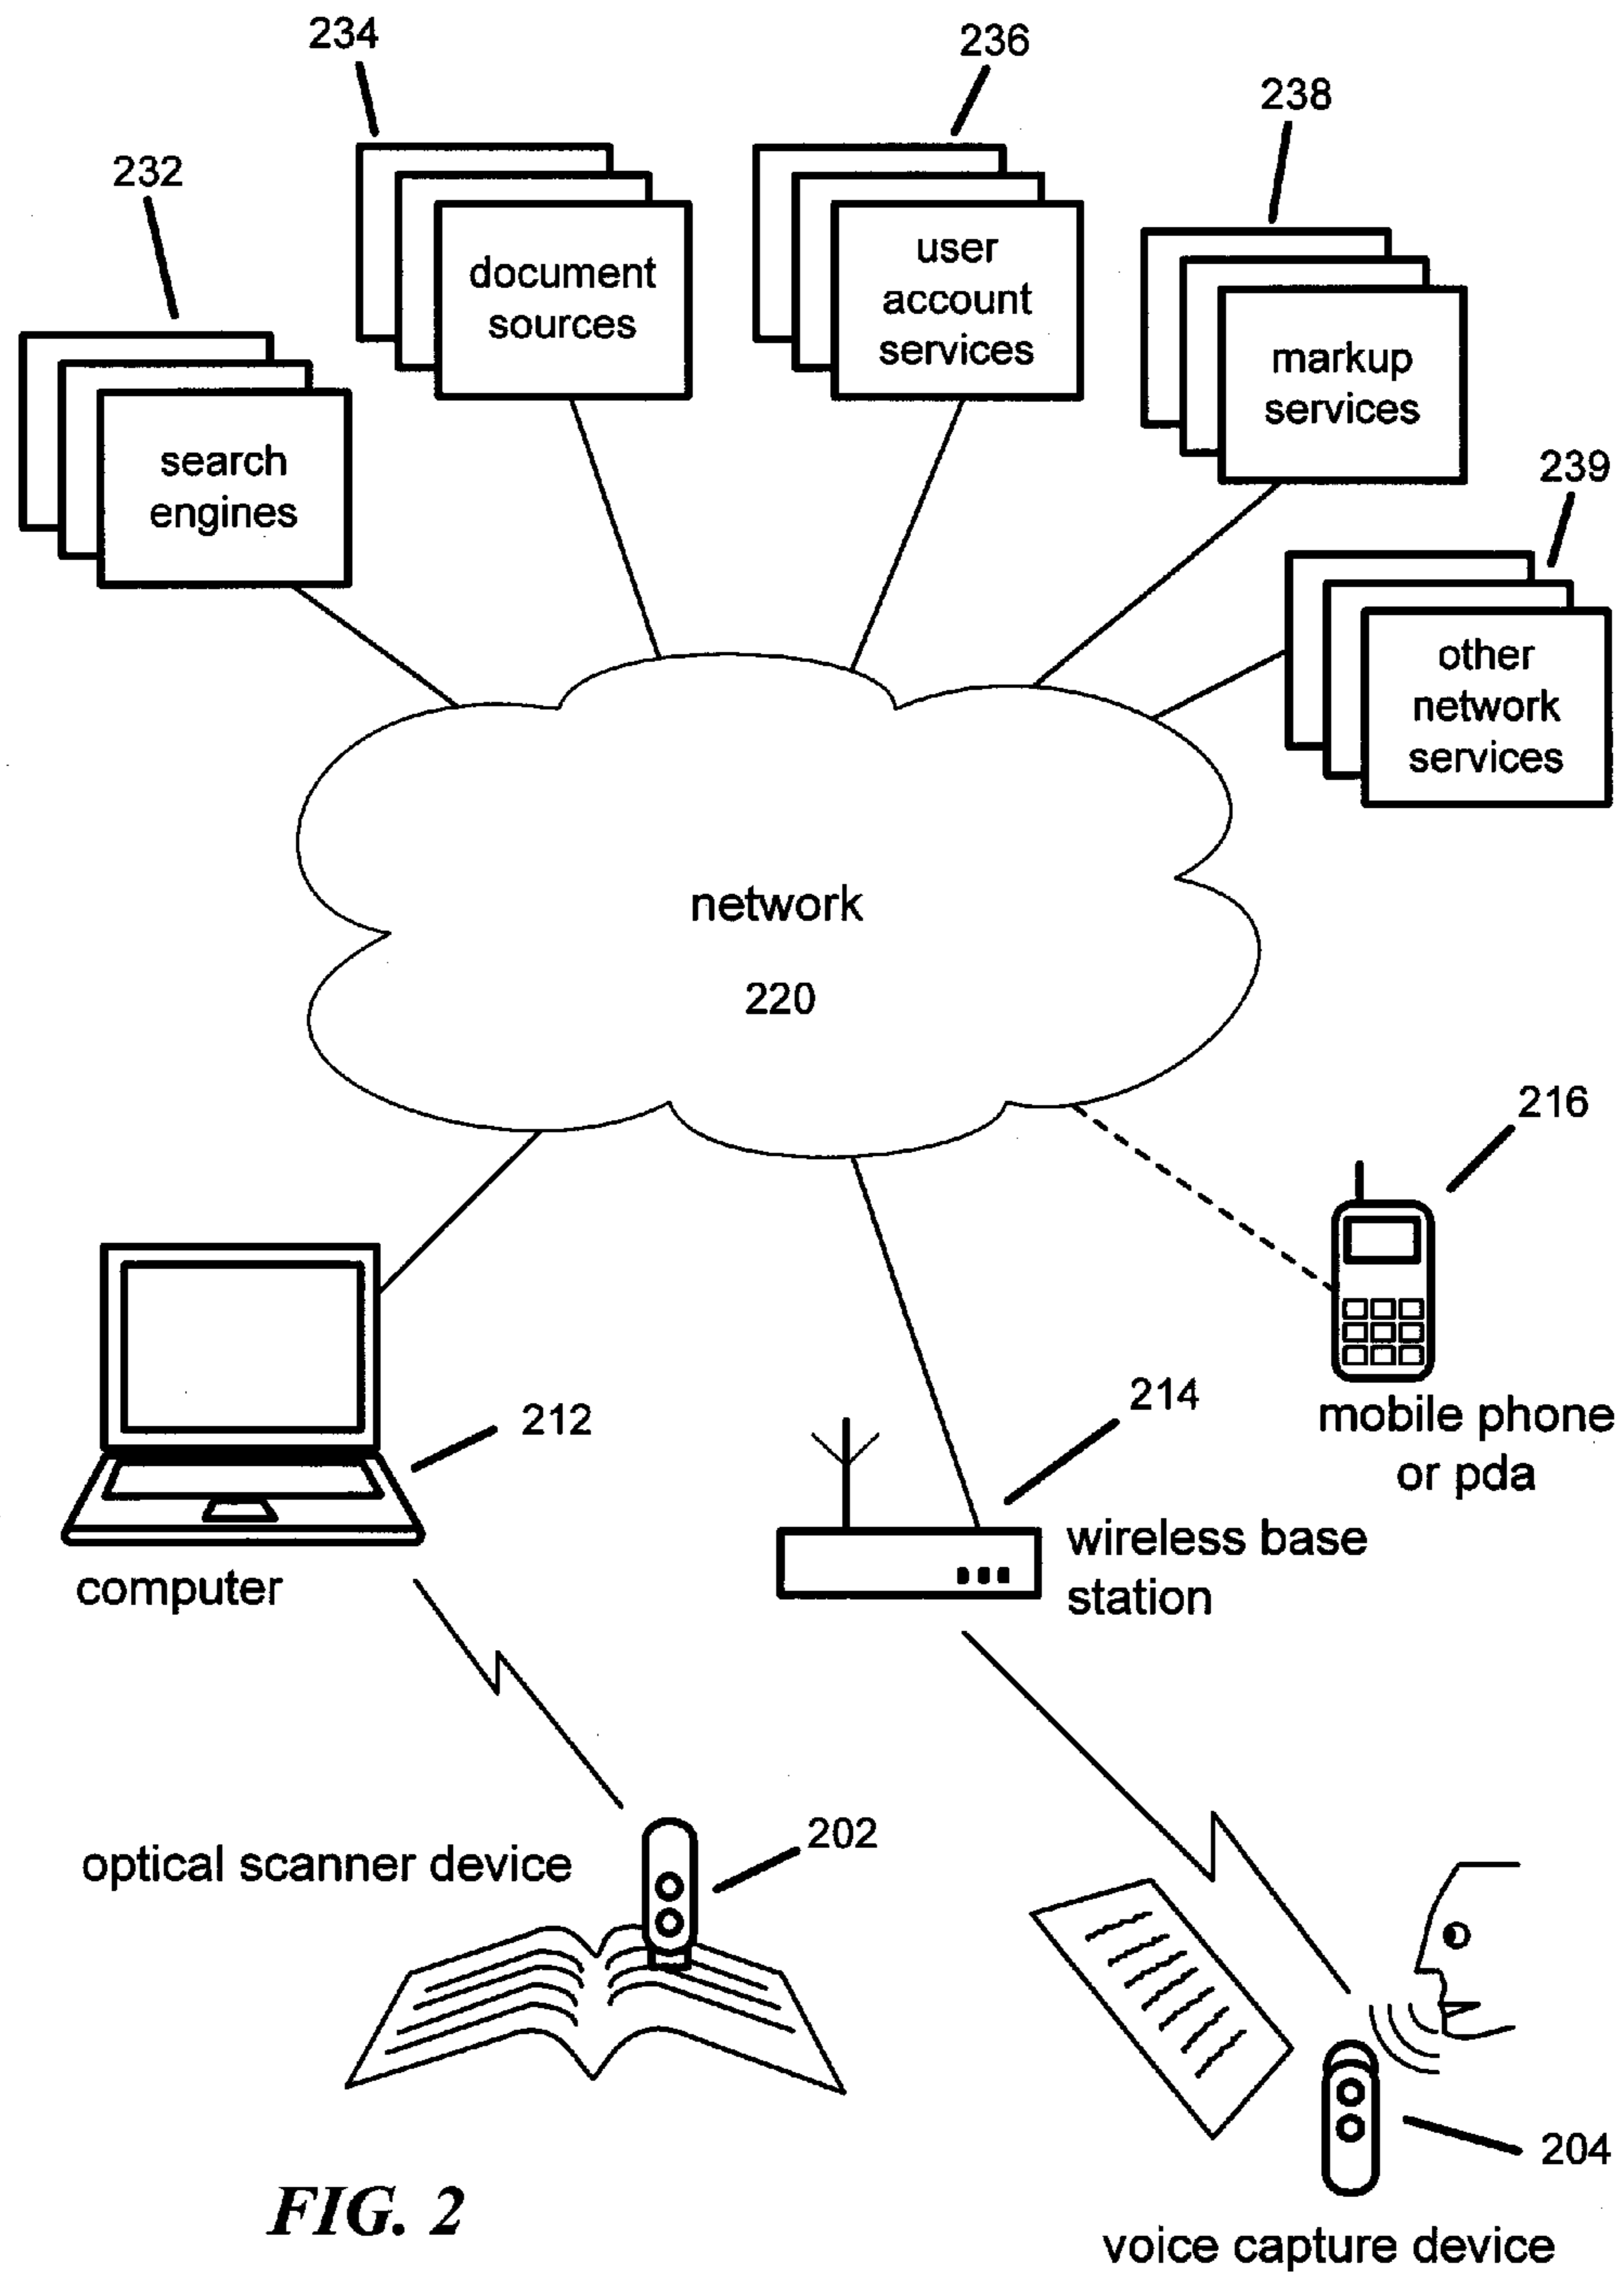 234
236
238
232
document
sources
user
account
services
markup
services
239
search
engines
other
network
services
network
220
216
mobile phone
or pda
214
212
wireless base
station
computer
202
optical scanner device
204
FIG. 2
voice capture device